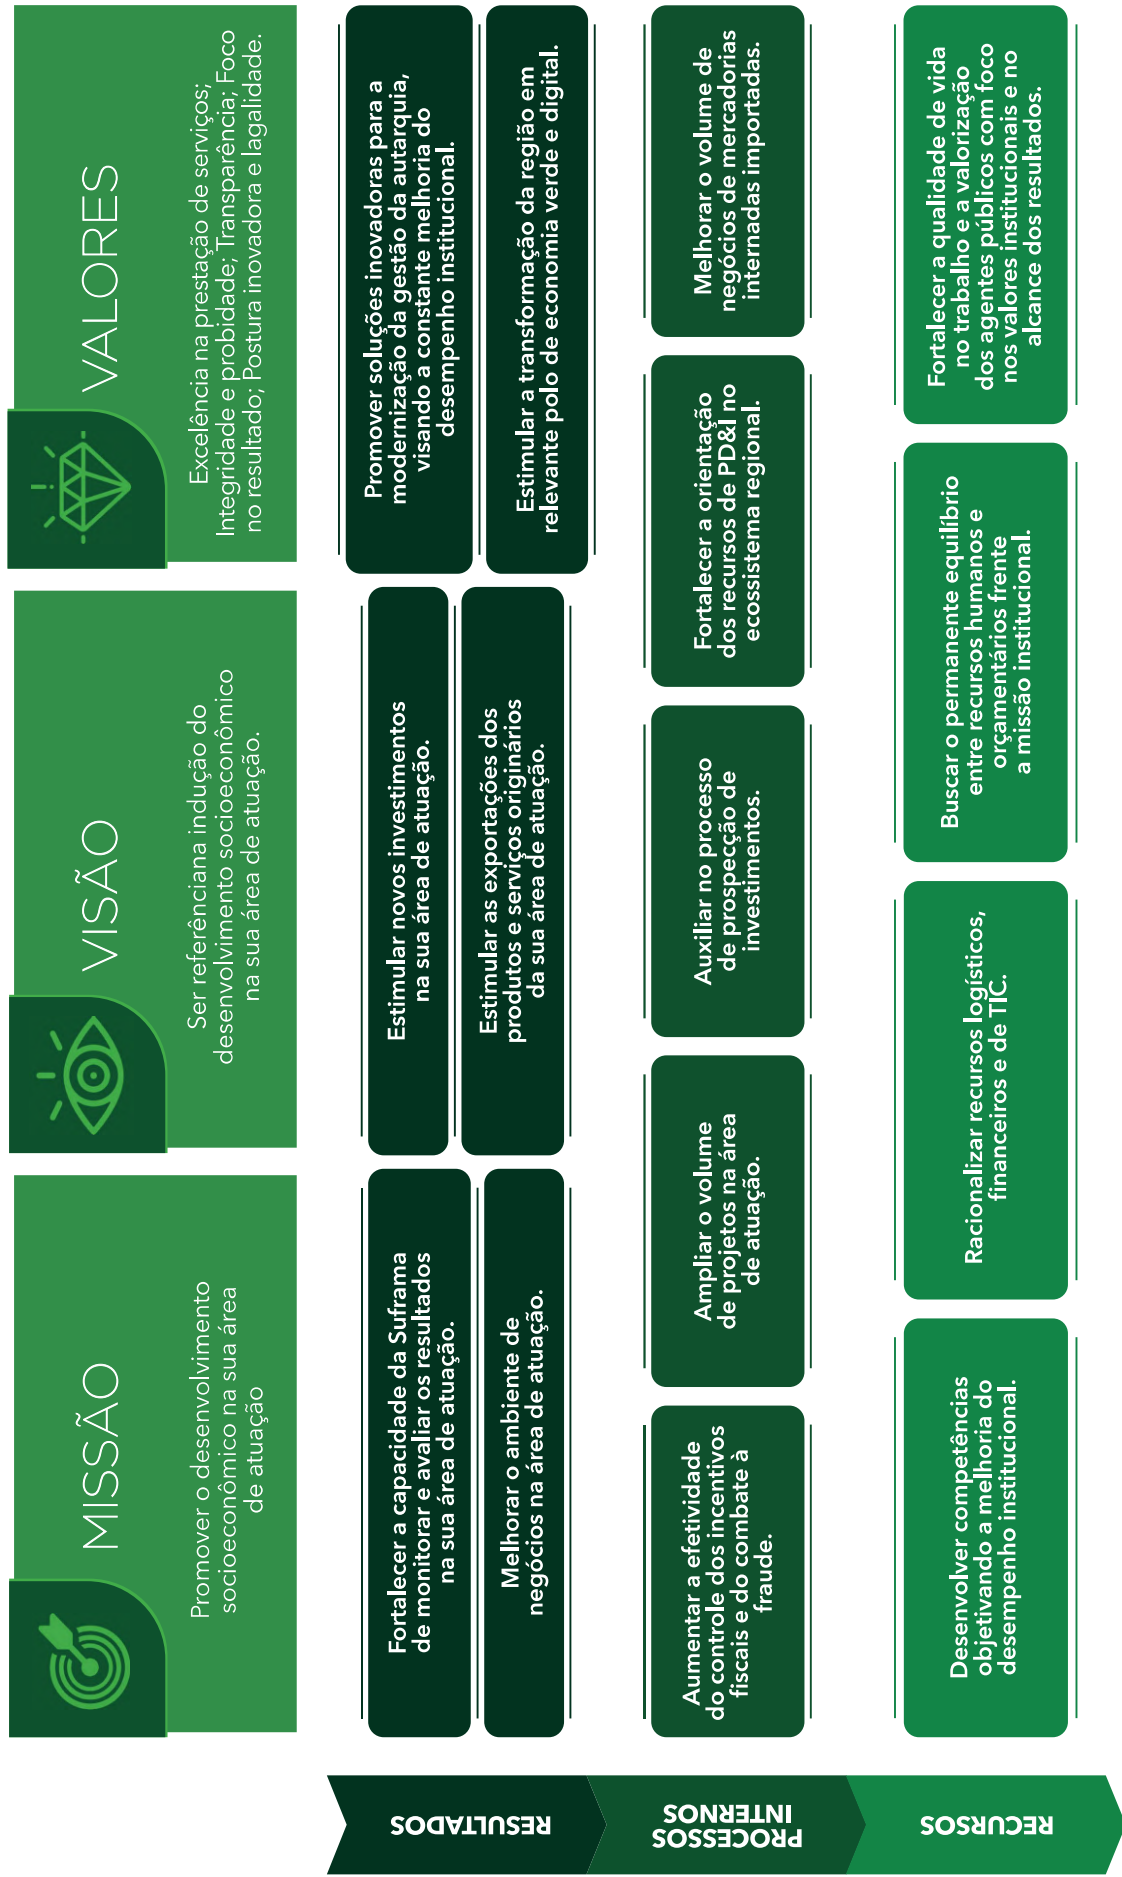 MISSÃO
Promover o desenvolvimento
socioeconômico na sua área
de atuação
VISÃO
Ser referênciana indução do
desenvolvimento socioeconômico
na sua área de atuação.
VALORES
Excelência na prestação de serviços;
Integridade e probidade; Transparência; Foco
no resultado; Postura inovadora e lagalidade.
RESULTADOS
Fortalecer a capacidade da Suframa
de monitorar e avaliar os resultados
na sua área de atuação.
Melhorar o ambiente de
negócios na área de atuação.
Estimular novos investimentos
na sua área de atuação.
Estimular as exportações dos
produtos e serviços originários
da sua área de atuação.
Promover soluções inovadoras para a
modernização da gestão da autarquia,
visando a constante melhoria do
desempenho institucional.
Estimular a transformação da região em
relevante polo de economia verde e digital.
PROCESSOS
INTERNOS
Aumentar a efetividade
do controle dos incentivos
fiscais e do combate à
fraude.
Ampliar o volume
de projetos na área
de atuação.
Auxiliar no processo
de prospecção de
investimentos.
Fortalecer a orientação
dos recursos de PD&I no
ecossistema regional.
Melhorar o volume de
negócios de mercadorias
internadas importadas.
RECURSOS
Desenvolver competências
objetivando a melhoria do
desempenho institucional.
Racionalizar recursos logísticos,
financeiros e de TIC.
Buscar o permanente equilíbrio
entre recursos humanos e
orçamentários frente
a missão institucional.
Fortalecer a qualidade de vida
no trabalho e a valorização
dos agentes públicos com foco
nos valores institucionais e no
alcance dos resultados.